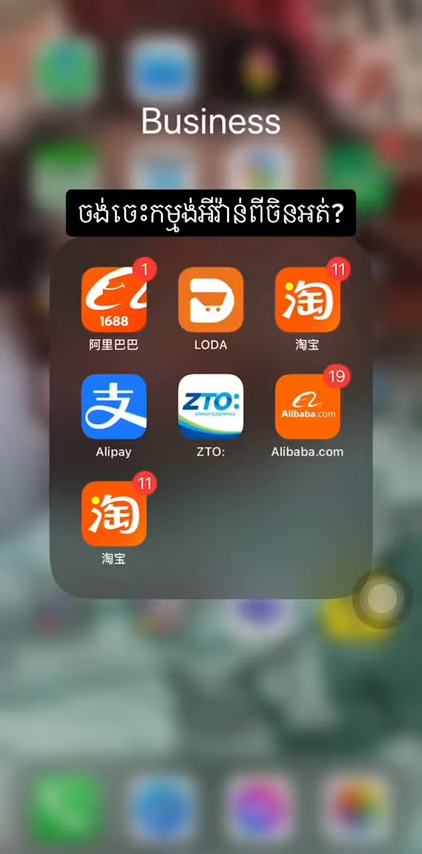 Business
ចង់ចេះកម្មង់អីវ៉ាន់ពីចិនអត់?
1
11
1688
淘
阿里巴巴
LODA
淘宝
19
支
ZTO:
Alibaba.com
Alipay
ZTO:
Alibaba.com
11
淘
淘宝